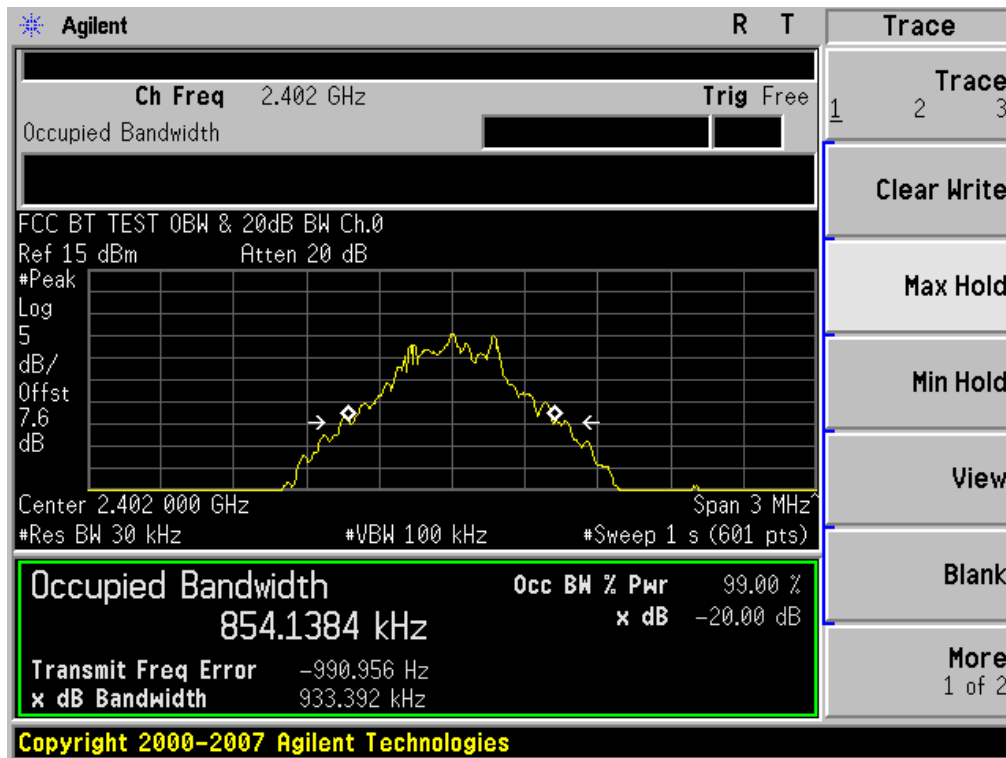 Agilent R T
Ch Freq 2.402 GHz Trig Free
Occupied Bandwidth
FCC BT TEST OBW & 20dB BW Ch.0
Ref 15 dBm Atten 20 dB
#Peak
Log
5
dB/
Offst
7.6
dB
Center 2.402 000 GHz Span 3 MHz^
#Res BW 30 kHz #VBW 100 kHz #Sweep 1 s (601 pts)
Occupied Bandwidth
854.1384 kHz
Occ BW % Pwr 99.00 %
x dB -20.00 dB
Transmit Freq Error -990.956 Hz
x dB Bandwidth 933.392 kHz
Copyright 2000-2007 Agilent Technologies
Trace
Trace
1 2 3
Clear Write
Max Hold
Min Hold
View
Blank
More
1 of 2